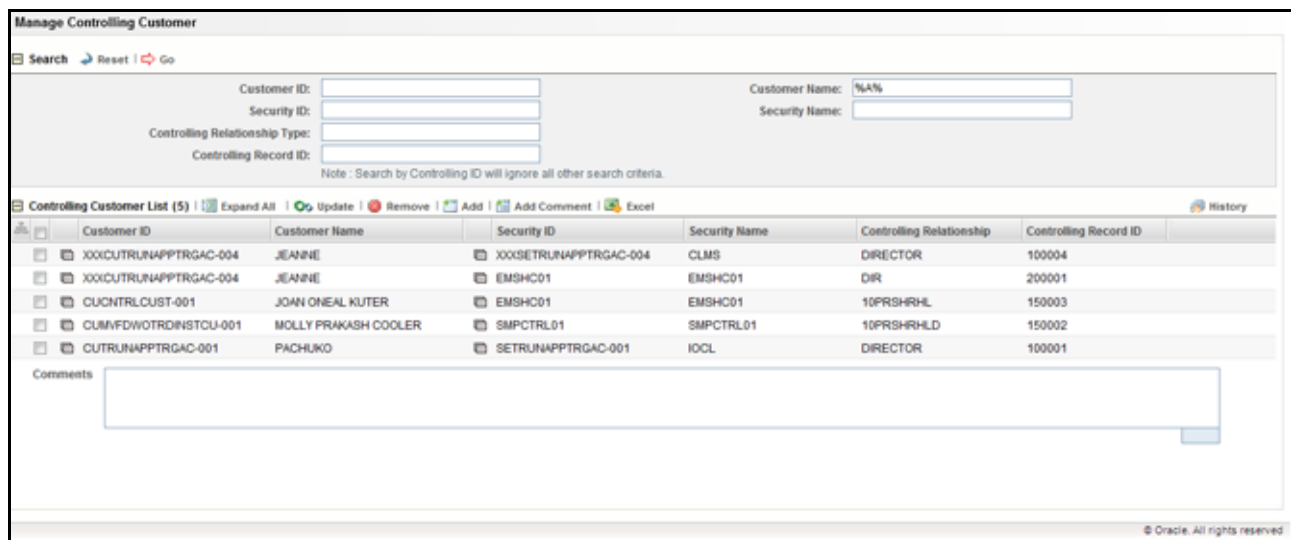 Manage Controlling Customer
Search Reset | Go
Customer ID: Customer Name: %A%
Security ID: Security Name:
Controlling Relationship Type:
Controlling Record ID:
Note : Search by Controlling ID will ignore all other search criteria.
Controlling Customer List (5) | Expand All | Update | Remove | Add | Add Comment | Excel History
Customer ID Customer Name Security ID Security Name Controlling Relationship Controlling Record ID
XXXCUTRUNAPPTRGAC-004 JEANNIE XXXSETRUNAPPTRGAC-004 CLMS DIRECTOR 100004
XXXCUTRUNAPPTRGAC-004 JEANNIE EMSHC01 EMSHC01 DIR 200001
CUCNTRLCUST-001 JOAN ONEAL KUTER EMSHC01 EMSHC01 10PRSHRHL 150003
CUMVFDWOTRDINSTCU-001 MOLLY PRAKASH COOLER SMPCTRL01 SMPCTRL01 10PRSHRHLD 150002
CUTRUNAPPTRGAC-001 PACHUKO SETRUNAPPTRGAC-001 IOCL DIRECTOR 100001
Comments
© Oracle. All rights reserved